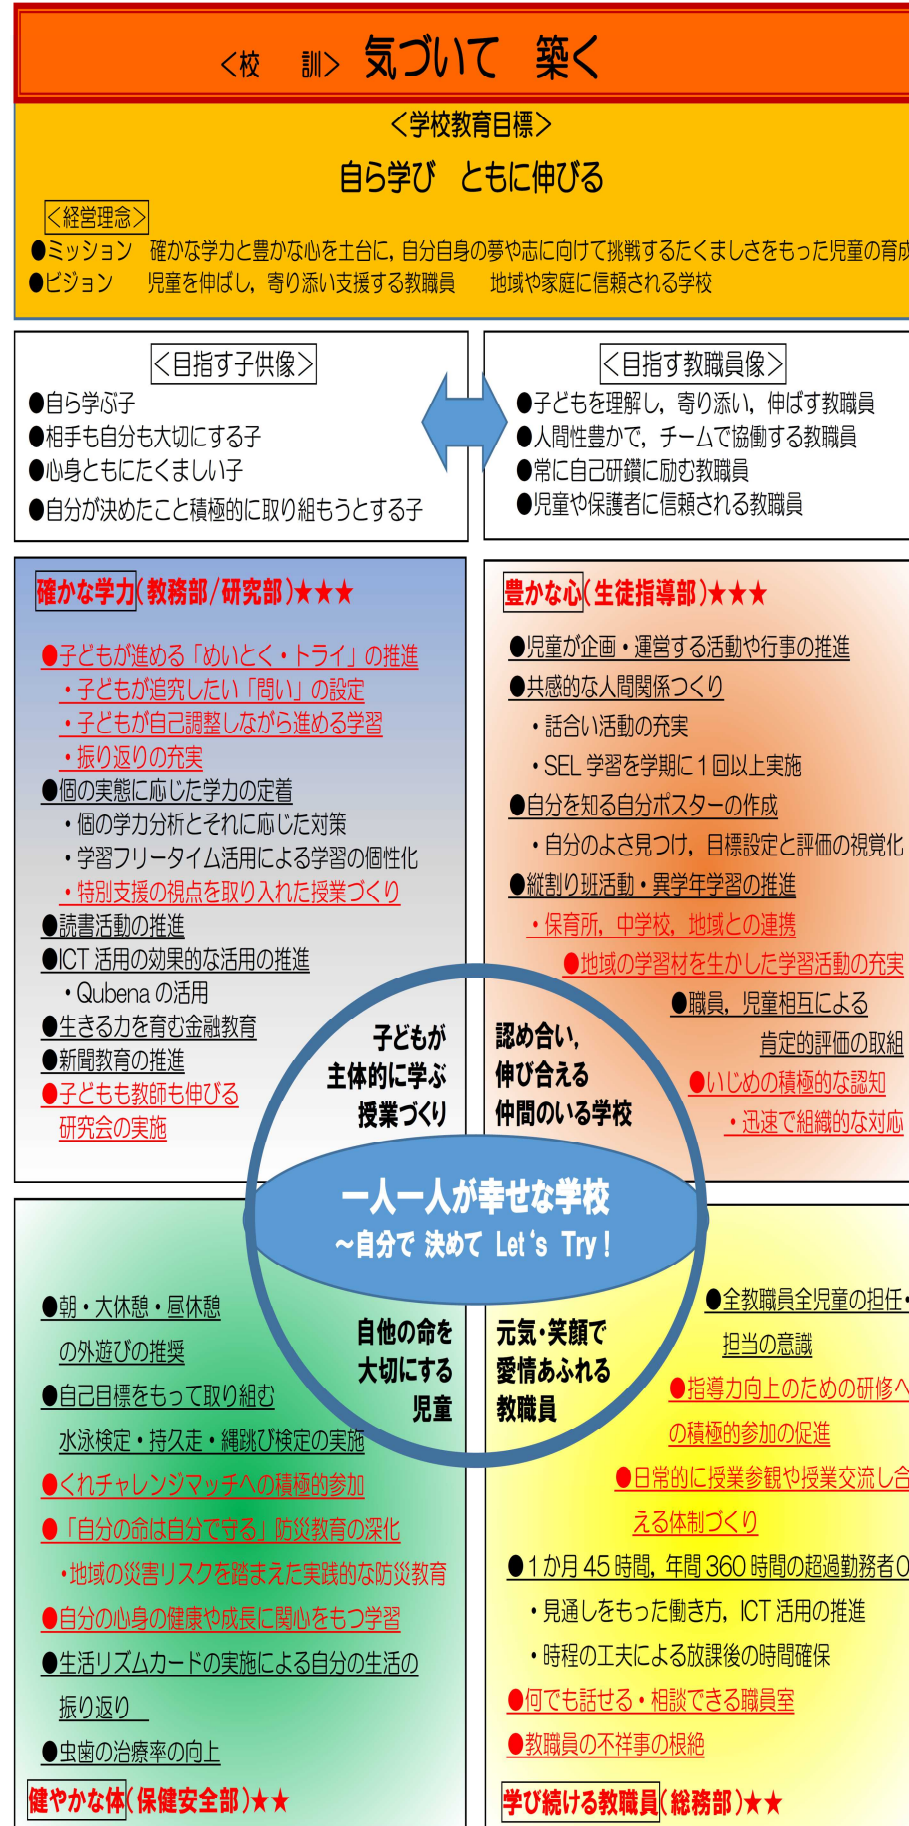 ＜校　訓＞ 気づいて　築く
＜学校教育目標＞
自ら学び　ともに伸びる
＜経営理念＞
●ミッション　確かな学力と豊かな心を土台に，自分自身の夢や志に向けて挑戦するたくましさをもった児童の育成
●ビジョン　児童を伸ばし，寄り添い支援する教職員　地域や家庭に信頼される学校
＜目指す子供像＞
●自ら学ぶ子
●相手も自分も大切にする子
●心身ともにたくましい子
●自分が決めたこと積極的に取り組もうとする子
＜目指す教職員像＞
●子どもを理解し，寄り添い，伸ばす教職員
●人間性豊かで，チームで協働する教職員
●常に自己研鑽に励む教職員
●児童や保護者に信頼される教職員
確かな学力（教務部/研究部）★★★
●子どもが進める「めいとく・トライ」の推進
・子どもが追究したい「問い」の設定
・子どもが自己調整しながら進める学習
・振り返りの充実
●個の実態に応じた学力の定着
・個の学力分析とそれに応じた対策
・学習フリータイム活用による学習の個性化
・特別支援の視点を取り入れた授業づくり
●読書活動の推進
●ICT 活用の効果的な活用の推進
・Qubena の活用
●生きる力を育む金融教育
●新聞教育の推進
●子どもも教師も伸びる
研究会の実施
子どもが
主体的に学ぶ
授業づくり
豊かな心（生徒指導部）★★★
●児童が企画・運営する活動や行事の推進
●共感的な人間関係つくり
・話合い活動の充実
・SEL 学習を学期に１回以上実施
●自分を知る自分ポスターの作成
・自分のよさ見つけ，目標設定と評価の視覚化
●縦割り班活動・異学年学習の推進
・保育所，中学校，地域との連携
●地域の学習材を生かした学習活動の充実
●職員，児童相互による
肯定的評価の取組
●いじめの積極的な認知
・迅速で組織的な対応
認め合い，
伸び合える
仲間のいる学校
一人一人が幸せな学校
～自分で 決めて Let‘s Try！
●朝・大休憩・昼休憩
の外遊びの推奨
●自己目標をもって取り組む
水泳検定・持久走・縄跳び検定の実施
●くれチャレンジマッチへの積極的参加
●「自分の命は自分で守る」防災教育の深化
・地域の災害リスクを踏まえた実践的な防災教育
●自分の心身の健康や成長に関心をもつ学習
●生活リズムカードの実施による自分の生活の
振り返り
●虫歯の治療率の向上
健やかな体（保健安全部）★★
自他の命を
大切にする
児童
元気・笑顔で
愛情あふれる
教職員
●全教職員全児童の担任・
担当の意識
●指導力向上のための研修へ
の積極的参加の促進
●日常的に授業参観や授業交流し合
える体制づくり
●１か月 45 時間，年間 360 時間の超過勤務者０
・見通しをもった働き方，ICT 活用の推進
・時程の工夫による放課後の時間確保
●何でも話せる・相談できる職員室
●教職員の不祥事の根絶
学び続ける教職員（総務部）★★